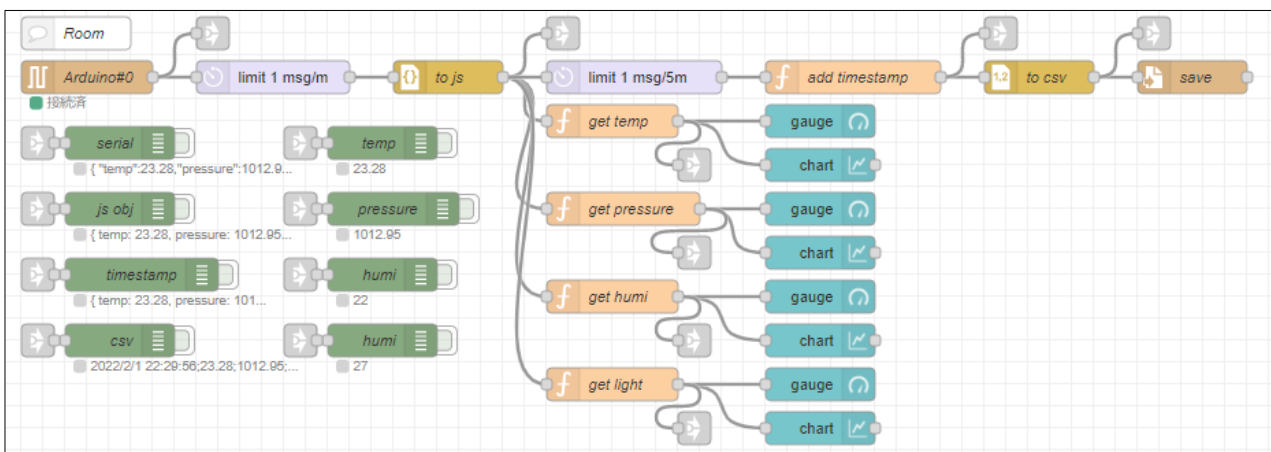 Room
Arduino#0
limit 1 msg/m
to js
limit 1 msg/5m
add timestamp
1,2
to csv
save
接続済
get temp
gauge
serial
temp
{ "temp":23.28,"pressure":1012.9...
23.28
chart
js obj
pressure
get pressure
gauge
{ temp: 23.28, pressure: 1012.95...
1012.95
chart
timestamp
humi
{ temp: 23.28, pressure: 101...
22
get humi
gauge
csv
humi
chart
2022/2/1 22:29:56;23.28;1012.95;...
27
get light
gauge
chart